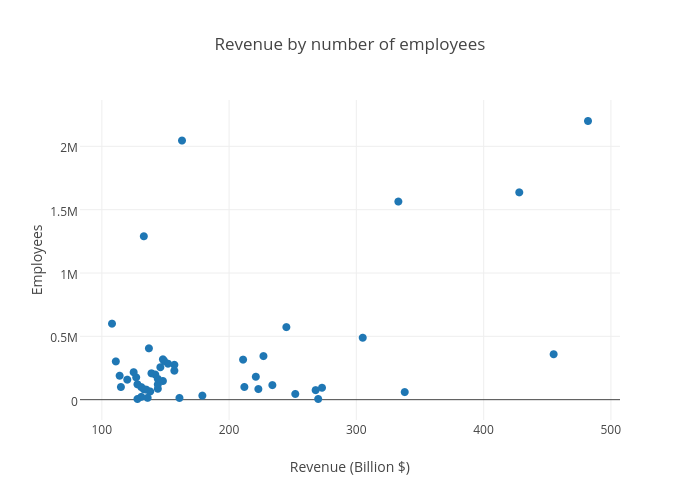 Revenue by number of employees
2M
1.5M
1M
0.5M
0
Employees
100
200
300
400
500
Revenue (Billion $)